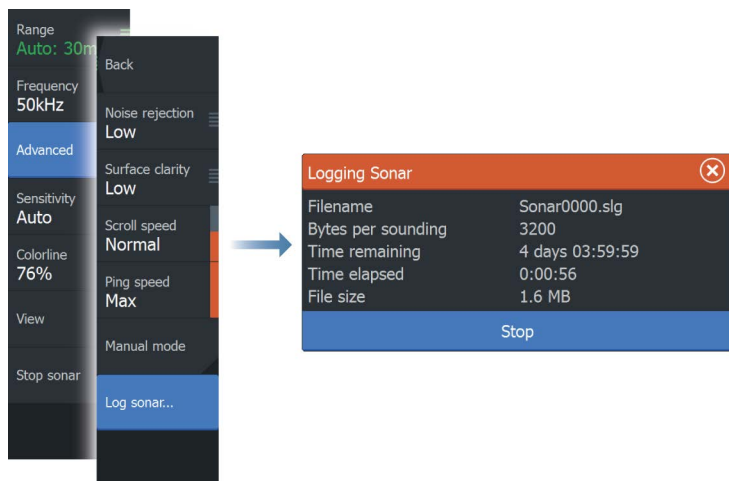 Range
Auto: 30m
Frequency
50kHz
Advanced
Sensitivity
Auto
Colorline
76%
View
Stop sonar
Back
Noise rejection
Low
Surface clarity
Low
Scroll speed
Normal
Ping speed
Max
Manual mode
Log sonar...
Logging Sonar
Filename Sonar0000.slg
Bytes per sounding 3200
Time remaining 4 days 03:59:59
Time elapsed 0:00:56
File size 1.6 MB
Stop